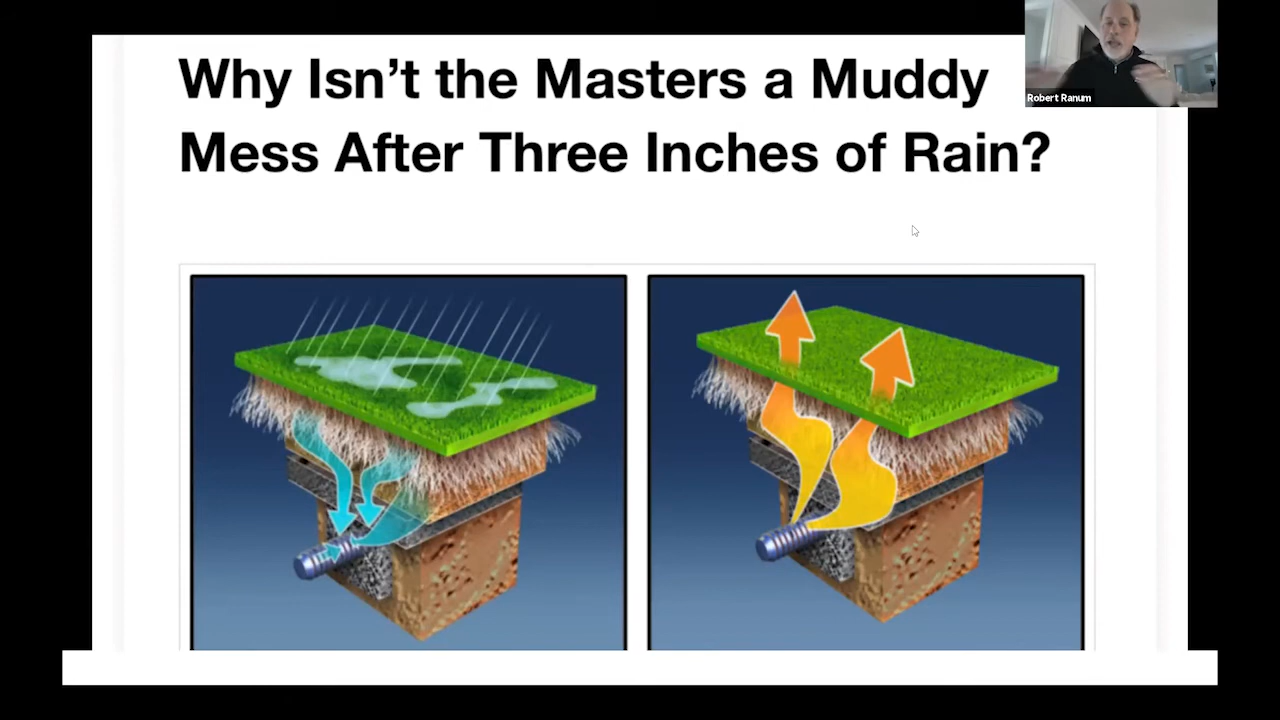 Why Isn’t the Masters a Muddy
Mess After Three Inches of Rain?
Robert Ranum